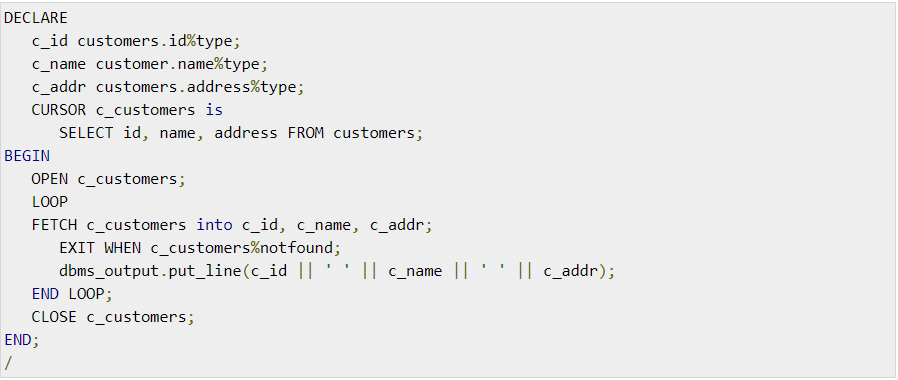 DECLARE
   c_id customers.id%type;
   c_name customer.name%type;
   c_addr customers.address%type;
   CURSOR c_customers is
      SELECT id, name, address FROM customers;
BEGIN
   OPEN c_customers;
   LOOP
   FETCH c_customers into c_id, c_name, c_addr;
      EXIT WHEN c_customers%notfound;
      dbms_output.put_line(c_id || ' ' || c_name || ' ' || c_addr);
   END LOOP;
   CLOSE c_customers;
END;
/